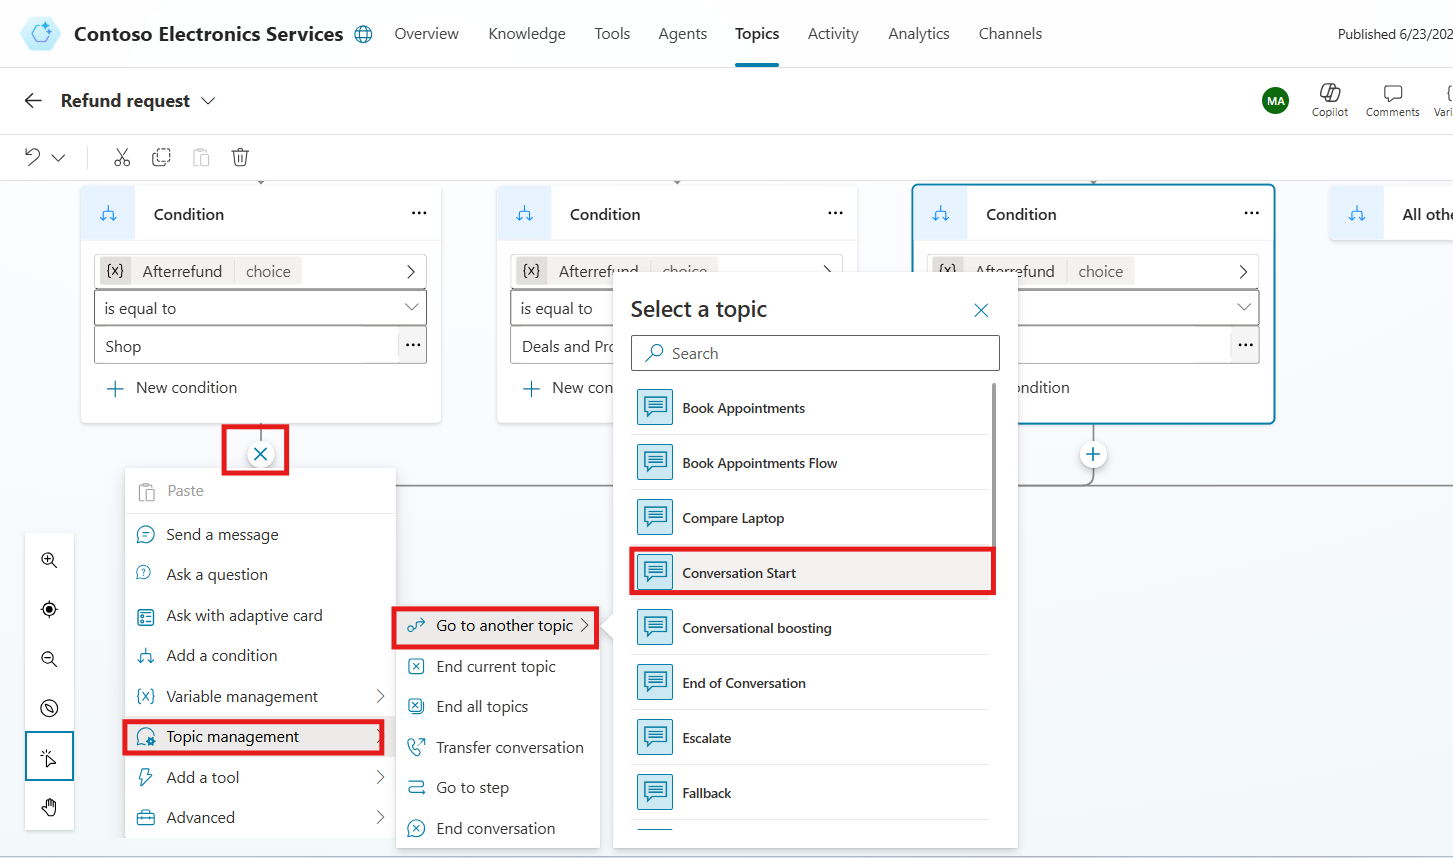 Contoso Electronics Services Overview Knowledge Tools Agents Topics Activity Analytics Channels Published 6/23/202
Refund request MA Copilot Comments Vari
Condition Condition Condition All othe
{x} Afterrefund choice {x} Afterrefund choice {x} Afterrefund choice
is equal to is equal to
Shop Deals and Pro
New condition New con ondition
Select a topic
Search
Book Appointments
Book Appointments Flow
Compare Laptop
Conversation Start
Conversational boosting
End of Conversation
Escalate
Fallback
Paste
Send a message
Ask a question
Ask with adaptive card
Add a condition
{x} Variable management
Topic management
Add a tool
Advanced
Go to another topic
End current topic
End all topics
Transfer conversation
Go to step
End conversation